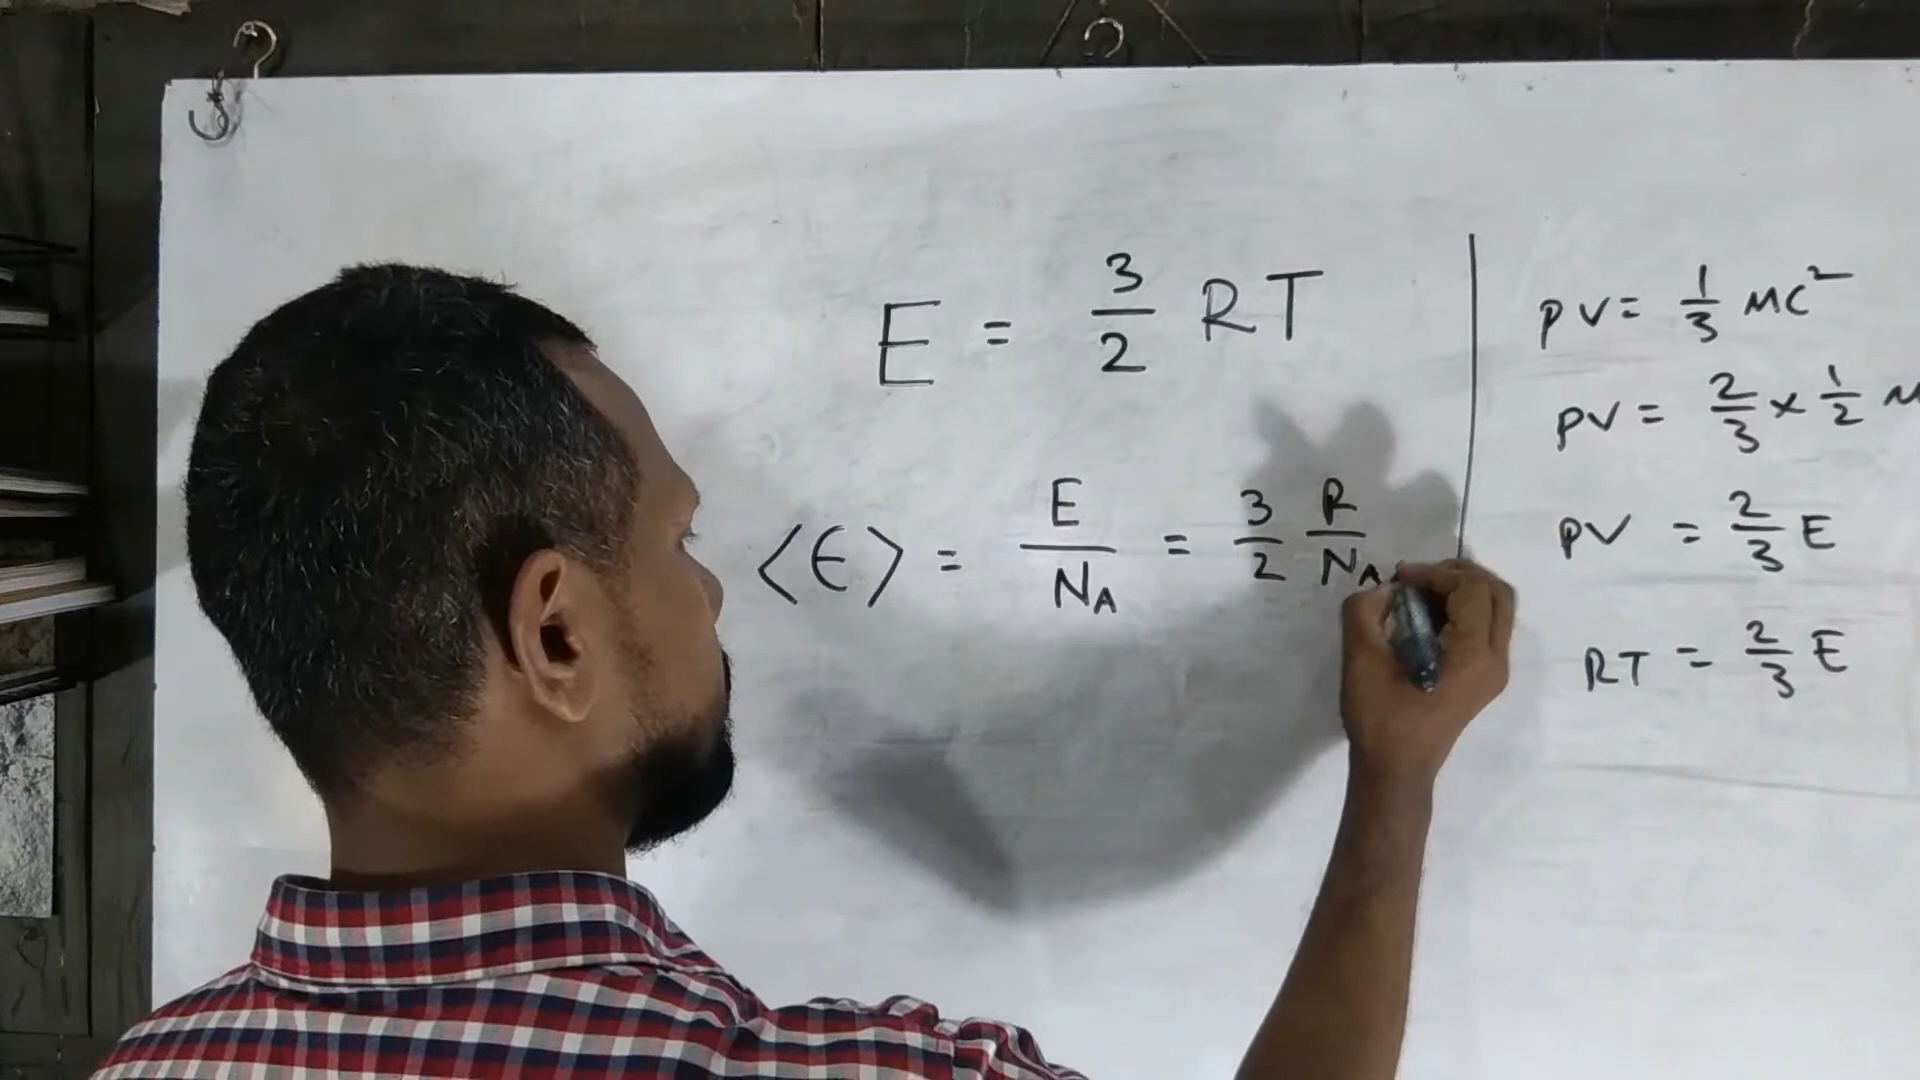 E = 3/2 RT
<ϵ> = E/N_A = 3/2 R/N_A
PV = 1/3 MC²
PV = 2/3 × 1/2 M
PV = 2/3 E
RT = 2/3 E